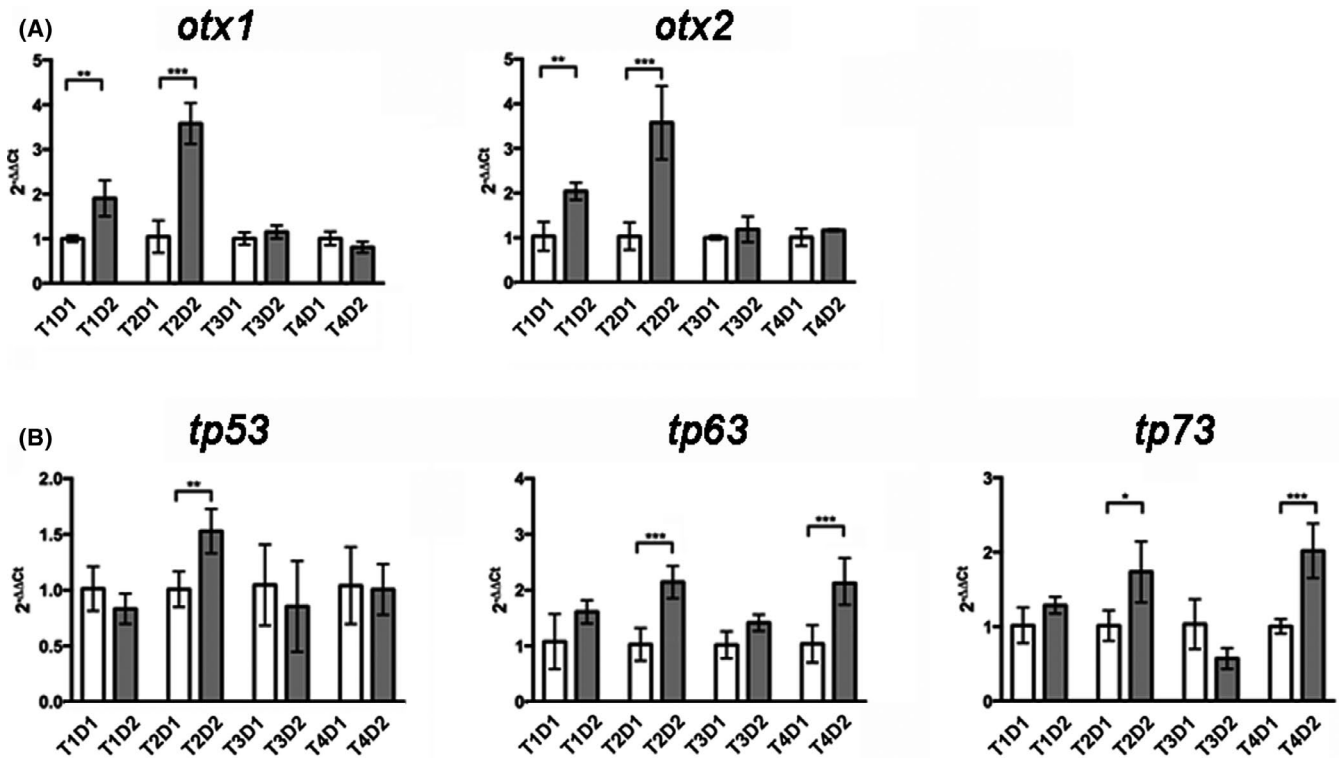 (A)
otx1
otx2
2-ΔΔCt
5
4
3
2
1
0
** ***
T1D1 T1D2 T2D1 T2D2 T3D1 T3D2 T4D1 T4D2
2-ΔΔCt
5
4
3
2
1
0
** ***
T1D1 T1D2 T2D1 T2D2 T3D1 T3D2 T4D1 T4D2
(B)
tp53
tp63
tp73
2-ΔΔCt
2.0
1.5
1.0
0.5
0.0
**
T1D1 T1D2 T2D1 T2D2 T3D1 T3D2 T4D1 T4D2
2-ΔΔCt
4
3
2
1
0
*** ***
T1D1 T1D2 T2D1 T2D2 T3D1 T3D2 T4D1 T4D2
2-ΔΔCt
3
2
1
0
* ***
T1D1 T1D2 T2D1 T2D2 T3D1 T3D2 T4D1 T4D2